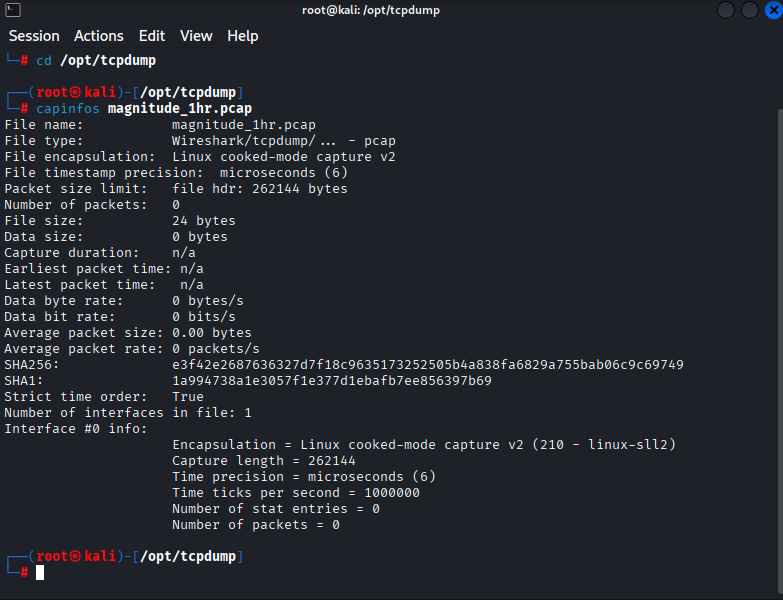 root@kali: /opt/tcpdump
Session Actions Edit View Help
└─# cd /opt/tcpdump
┌──(root㉿kali)-[/opt/tcpdump]
└─# capinfos magnitude_1hr.pcap
File name:           magnitude_1hr.pcap
File type:           Wireshark/tcpdump/... - pcap
File encapsulation:  Linux cooked-mode capture v2
File timestamp precision:  microseconds (6)
Packet size limit:   file hdr: 262144 bytes
Number of packets:   0
File size:           24 bytes
Data size:           0 bytes
Capture duration:    n/a
Earliest packet time: n/a
Latest packet time:   n/a
Data byte rate:      0 bytes/s
Data bit rate:       0 bits/s
Average packet size: 0.00 bytes
Average packet rate: 0 packets/s
SHA256:              e3f42e2687636327d7f18c9635173252505b4a838fa6829a755bab06c9c69749
SHA1:                1a994738a1e3057f1e377d1ebafb7ee856397b69
Strict time order:   True
Number of interfaces in file: 1
Interface #0 info:
                     Encapsulation = Linux cooked-mode capture v2 (210 - linux-sll2)
                     Capture length = 262144
                     Time precision = microseconds (6)
                     Time ticks per second = 1000000
                     Number of stat entries = 0
                     Number of packets = 0
┌──(root㉿kali)-[/opt/tcpdump]
└─#